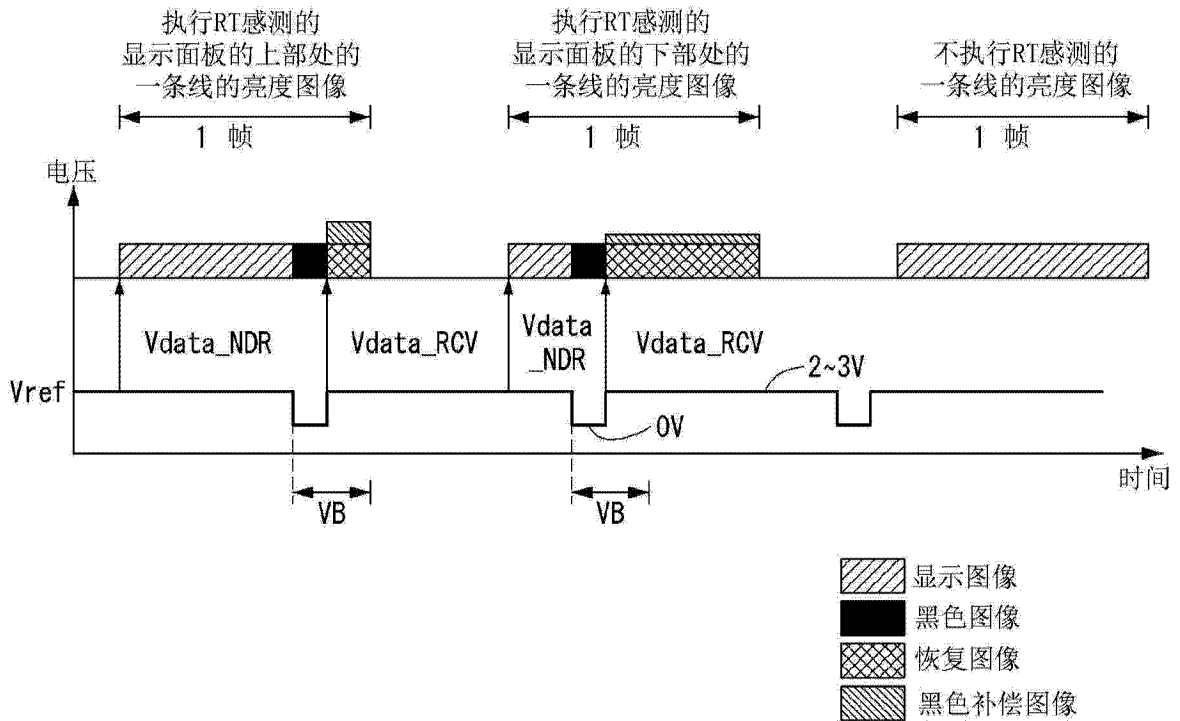 执行RT感测的
显示面板的上部处的
一条线的亮度图像
1 帧
执行RT感测的
显示面板的下部处的
一条线的亮度图像
1 帧
不执行RT感测的
一条线的亮度图像
1 帧
电压
Vdata_NDR
Vdata_RCV
Vdata
_NDR
Vdata_RCV
Vref
2~3V
0V
时间
VB
VB
显示图像
黑色图像
恢复图像
黑色补偿图像